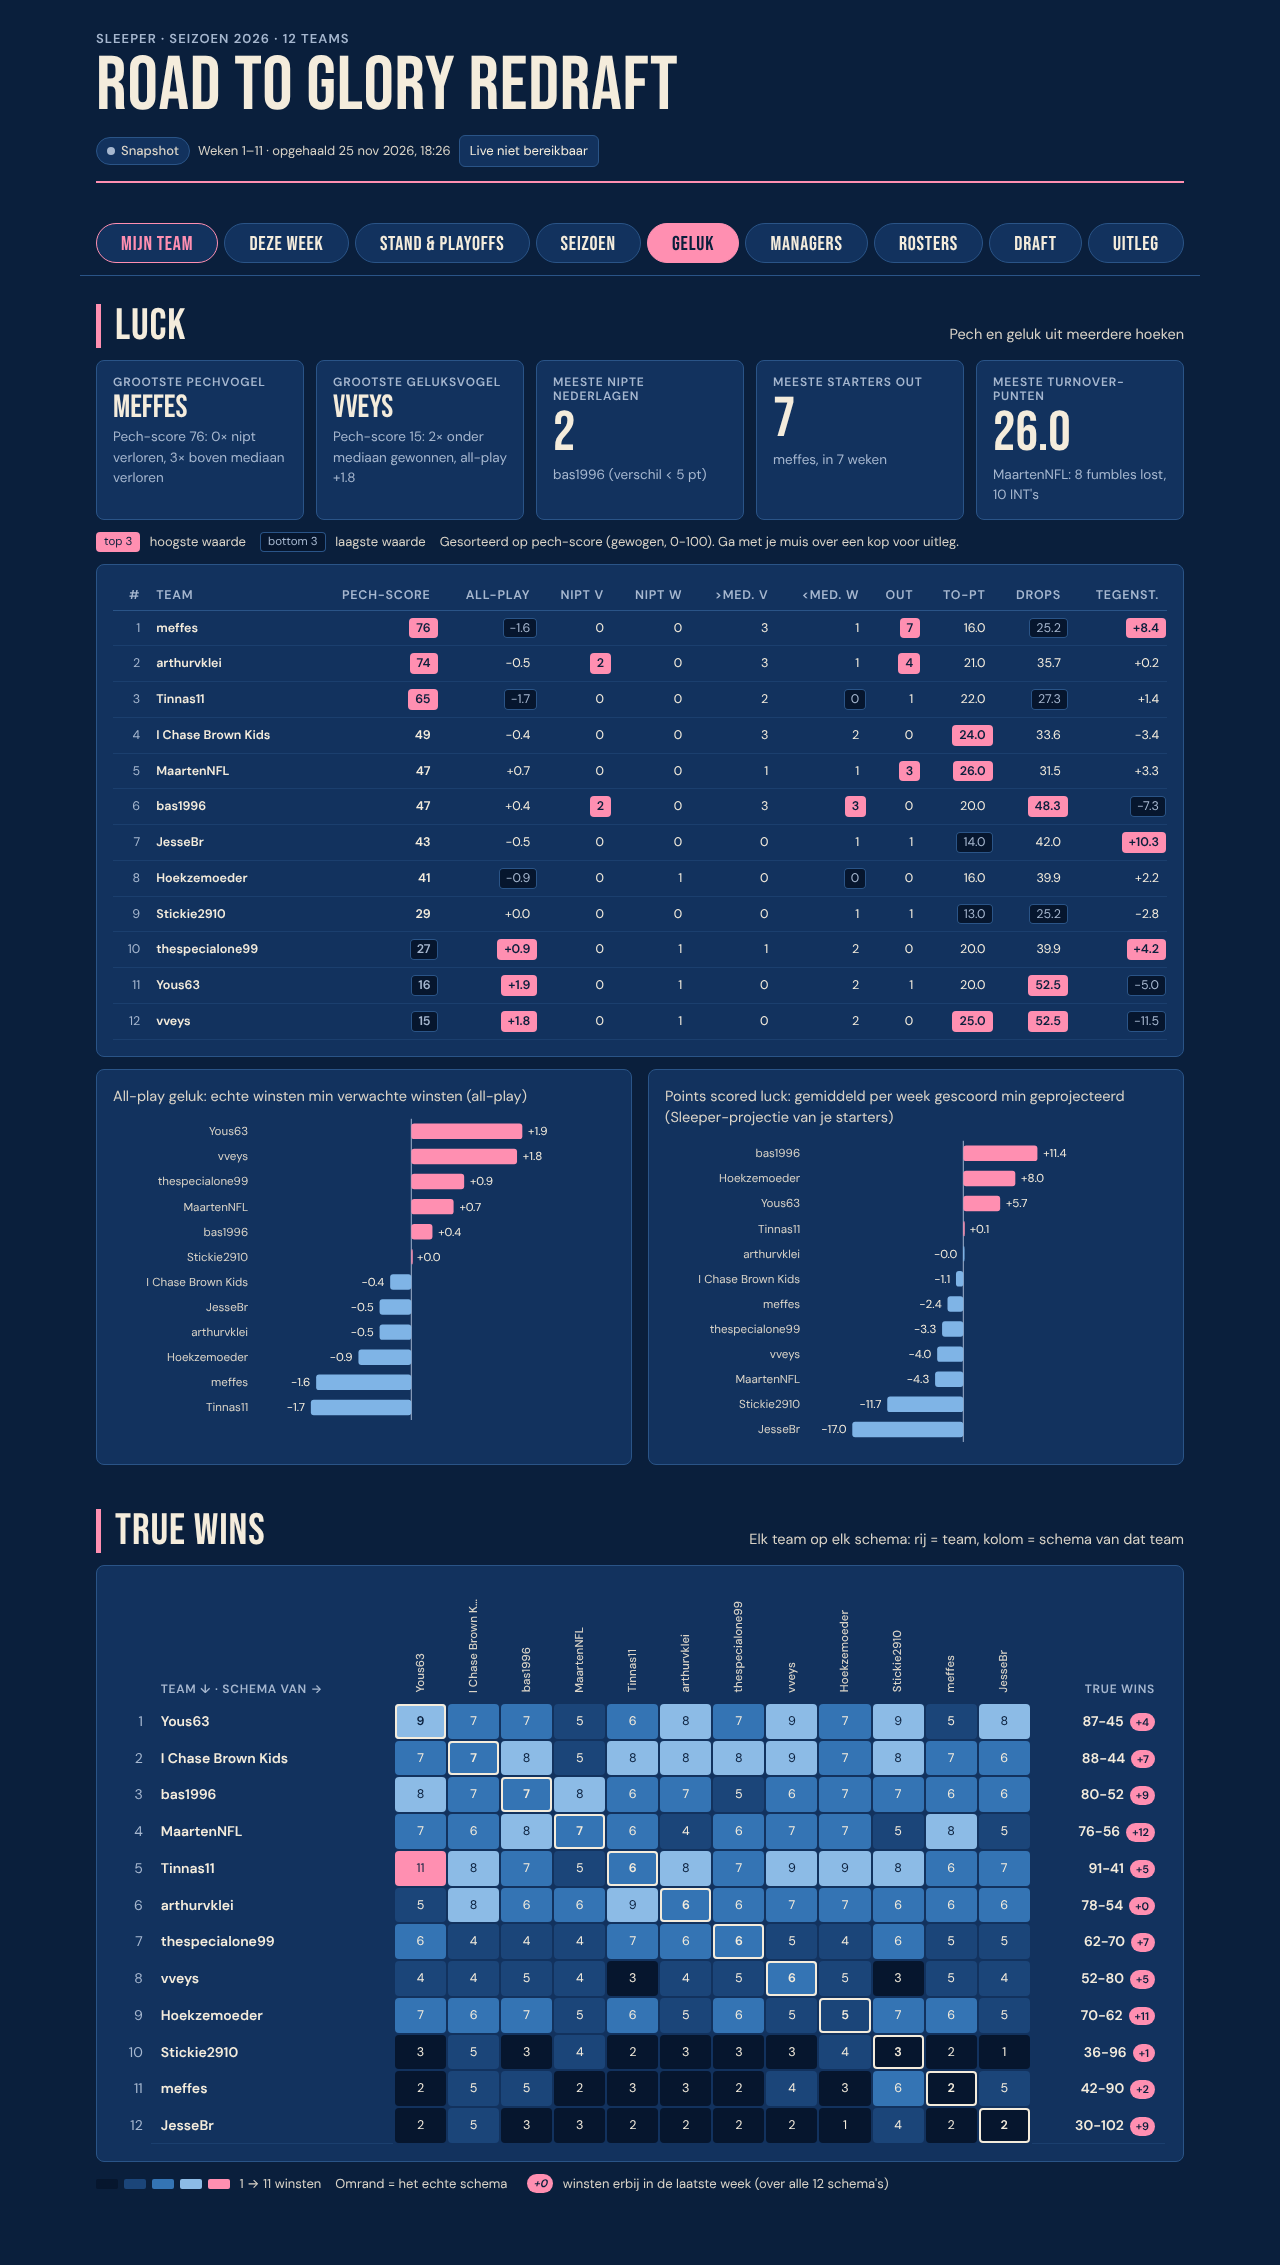 SLEEPER · SEIZOEN 2026 · 12 TEAMS
ROAD TO GLORY REDRAFT
Snapshot Weken 1–11 · opgehaald 25 nov 2026, 18:26 Live niet bereikbaar
MIJN TEAM DEZE WEEK STAND & PLAYOFFS SEIZOEN GELUK MANAGERS ROSTERS DRAFT UITLEG
LUCK
Pech en geluk uit meerdere hoeken
GROOTSTE PECHVOGEL
MEFFES
Pech-score 76: 0× nipt
verloren, 3× boven mediaan
verloren
GROOTSTE GELUKSVOGEL
VVEYS
Pech-score 15: 2× onder
mediaan gewonnen, all-play
+1.8
MEESTE NIPTE
NEDERLAGEN
2
bas1996 (verschil < 5 pt)
MEESTE STARTERS OUT
7
meffes, in 7 weken
MEESTE TURNOVER-
PUNTEN
26.0
MaartenNFL: 8 fumbles lost,
10 INT's
top 3 hoogste waarde bottom 3 laagste waarde Gesorteerd op pech-score (gewogen, 0-100). Ga met je muis over een kop voor uitleg.
# TEAM PECH-SCORE ALL-PLAY NIPT V NIPT W >MED. V <MED. W OUT TO-PT DROPS TEGENST.
1 meffes 76 -1.6 0 0 3 1 7 16.0 25.2 +8.4
2 arthurvklei 74 -0.5 2 0 3 1 4 21.0 35.7 +0.2
3 Tinnas11 65 -1.7 0 0 2 0 1 22.0 27.3 +1.4
4 I Chase Brown Kids 49 -0.4 0 0 3 2 0 24.0 33.6 -3.4
5 MaartenNFL 47 +0.7 0 0 1 1 3 26.0 31.5 +3.3
6 bas1996 47 +0.4 2 0 3 3 0 20.0 48.3 -7.3
7 JesseBr 43 -0.5 0 0 0 1 1 14.0 42.0 +10.3
8 Hoekzemoeder 41 -0.9 0 1 0 0 0 16.0 39.9 +2.2
9 Stickie2910 29 +0.0 0 0 0 1 1 13.0 25.2 -2.8
10 thespecialone99 27 +0.9 0 1 1 2 0 20.0 39.9 +4.2
11 Yous63 16 +1.9 0 1 0 2 1 20.0 52.5 -5.0
12 vveys 15 +1.8 0 1 0 2 0 25.0 52.5 -11.5
All-play geluk: echte winsten min verwachte winsten (all-play)
Yous63 +1.9
vveys +1.8
thespecialone99 +0.9
MaartenNFL +0.7
bas1996 +0.4
Stickie2910 +0.0
I Chase Brown Kids -0.4
JesseBr -0.5
arthurvklei -0.5
Hoekzemoeder -0.9
meffes -1.6
Tinnas11 -1.7
Points scored luck: gemiddeld per week gescoord min geprojecteerd
(Sleeper-projectie van je starters)
bas1996 +11.4
Hoekzemoeder +8.0
Yous63 +5.7
Tinnas11 +0.1
arthurvklei -0.0
I Chase Brown Kids -1.1
meffes -2.4
thespecialone99 -3.3
vveys -4.0
MaartenNFL -4.3
Stickie2910 -11.7
JesseBr -17.0
TRUE WINS
Elk team op elk schema: rij = team, kolom = schema van dat team
TEAM ↓ · SCHEMA VAN → Yous63 I Chase Brown K... bas1996 MaartenNFL Tinnas11 arthurvklei thespecialone99 vveys Hoekzemoeder Stickie2910 meffes JesseBr TRUE WINS
1 Yous63 9 7 7 5 6 8 7 9 7 9 5 8 87-45 +4
2 I Chase Brown Kids 7 7 8 5 8 8 8 9 7 8 7 6 88-44 +7
3 bas1996 8 7 7 8 6 7 5 6 7 7 6 6 80-52 +9
4 MaartenNFL 7 6 8 7 6 4 6 7 7 5 8 5 76-56 +12
5 Tinnas11 11 8 7 5 6 8 7 9 9 8 6 7 91-41 +5
6 arthurvklei 5 8 6 6 9 6 6 7 7 6 6 6 78-54 +0
7 thespecialone99 6 4 4 4 7 6 6 5 4 6 5 5 62-70 +7
8 vveys 4 4 5 4 3 4 5 6 5 3 5 4 52-80 +5
9 Hoekzemoeder 7 6 7 5 6 5 6 5 5 7 6 5 70-62 +11
10 Stickie2910 3 5 3 4 2 3 3 3 4 3 2 1 36-96 +1
11 meffes 2 5 5 2 3 3 2 4 3 6 2 5 42-90 +2
12 JesseBr 2 5 3 3 2 2 2 2 1 4 2 2 30-102 +9
1 → 11 winsten Omrand = het echte schema +0 winsten erbij in de laatste week (over alle 12 schema's)